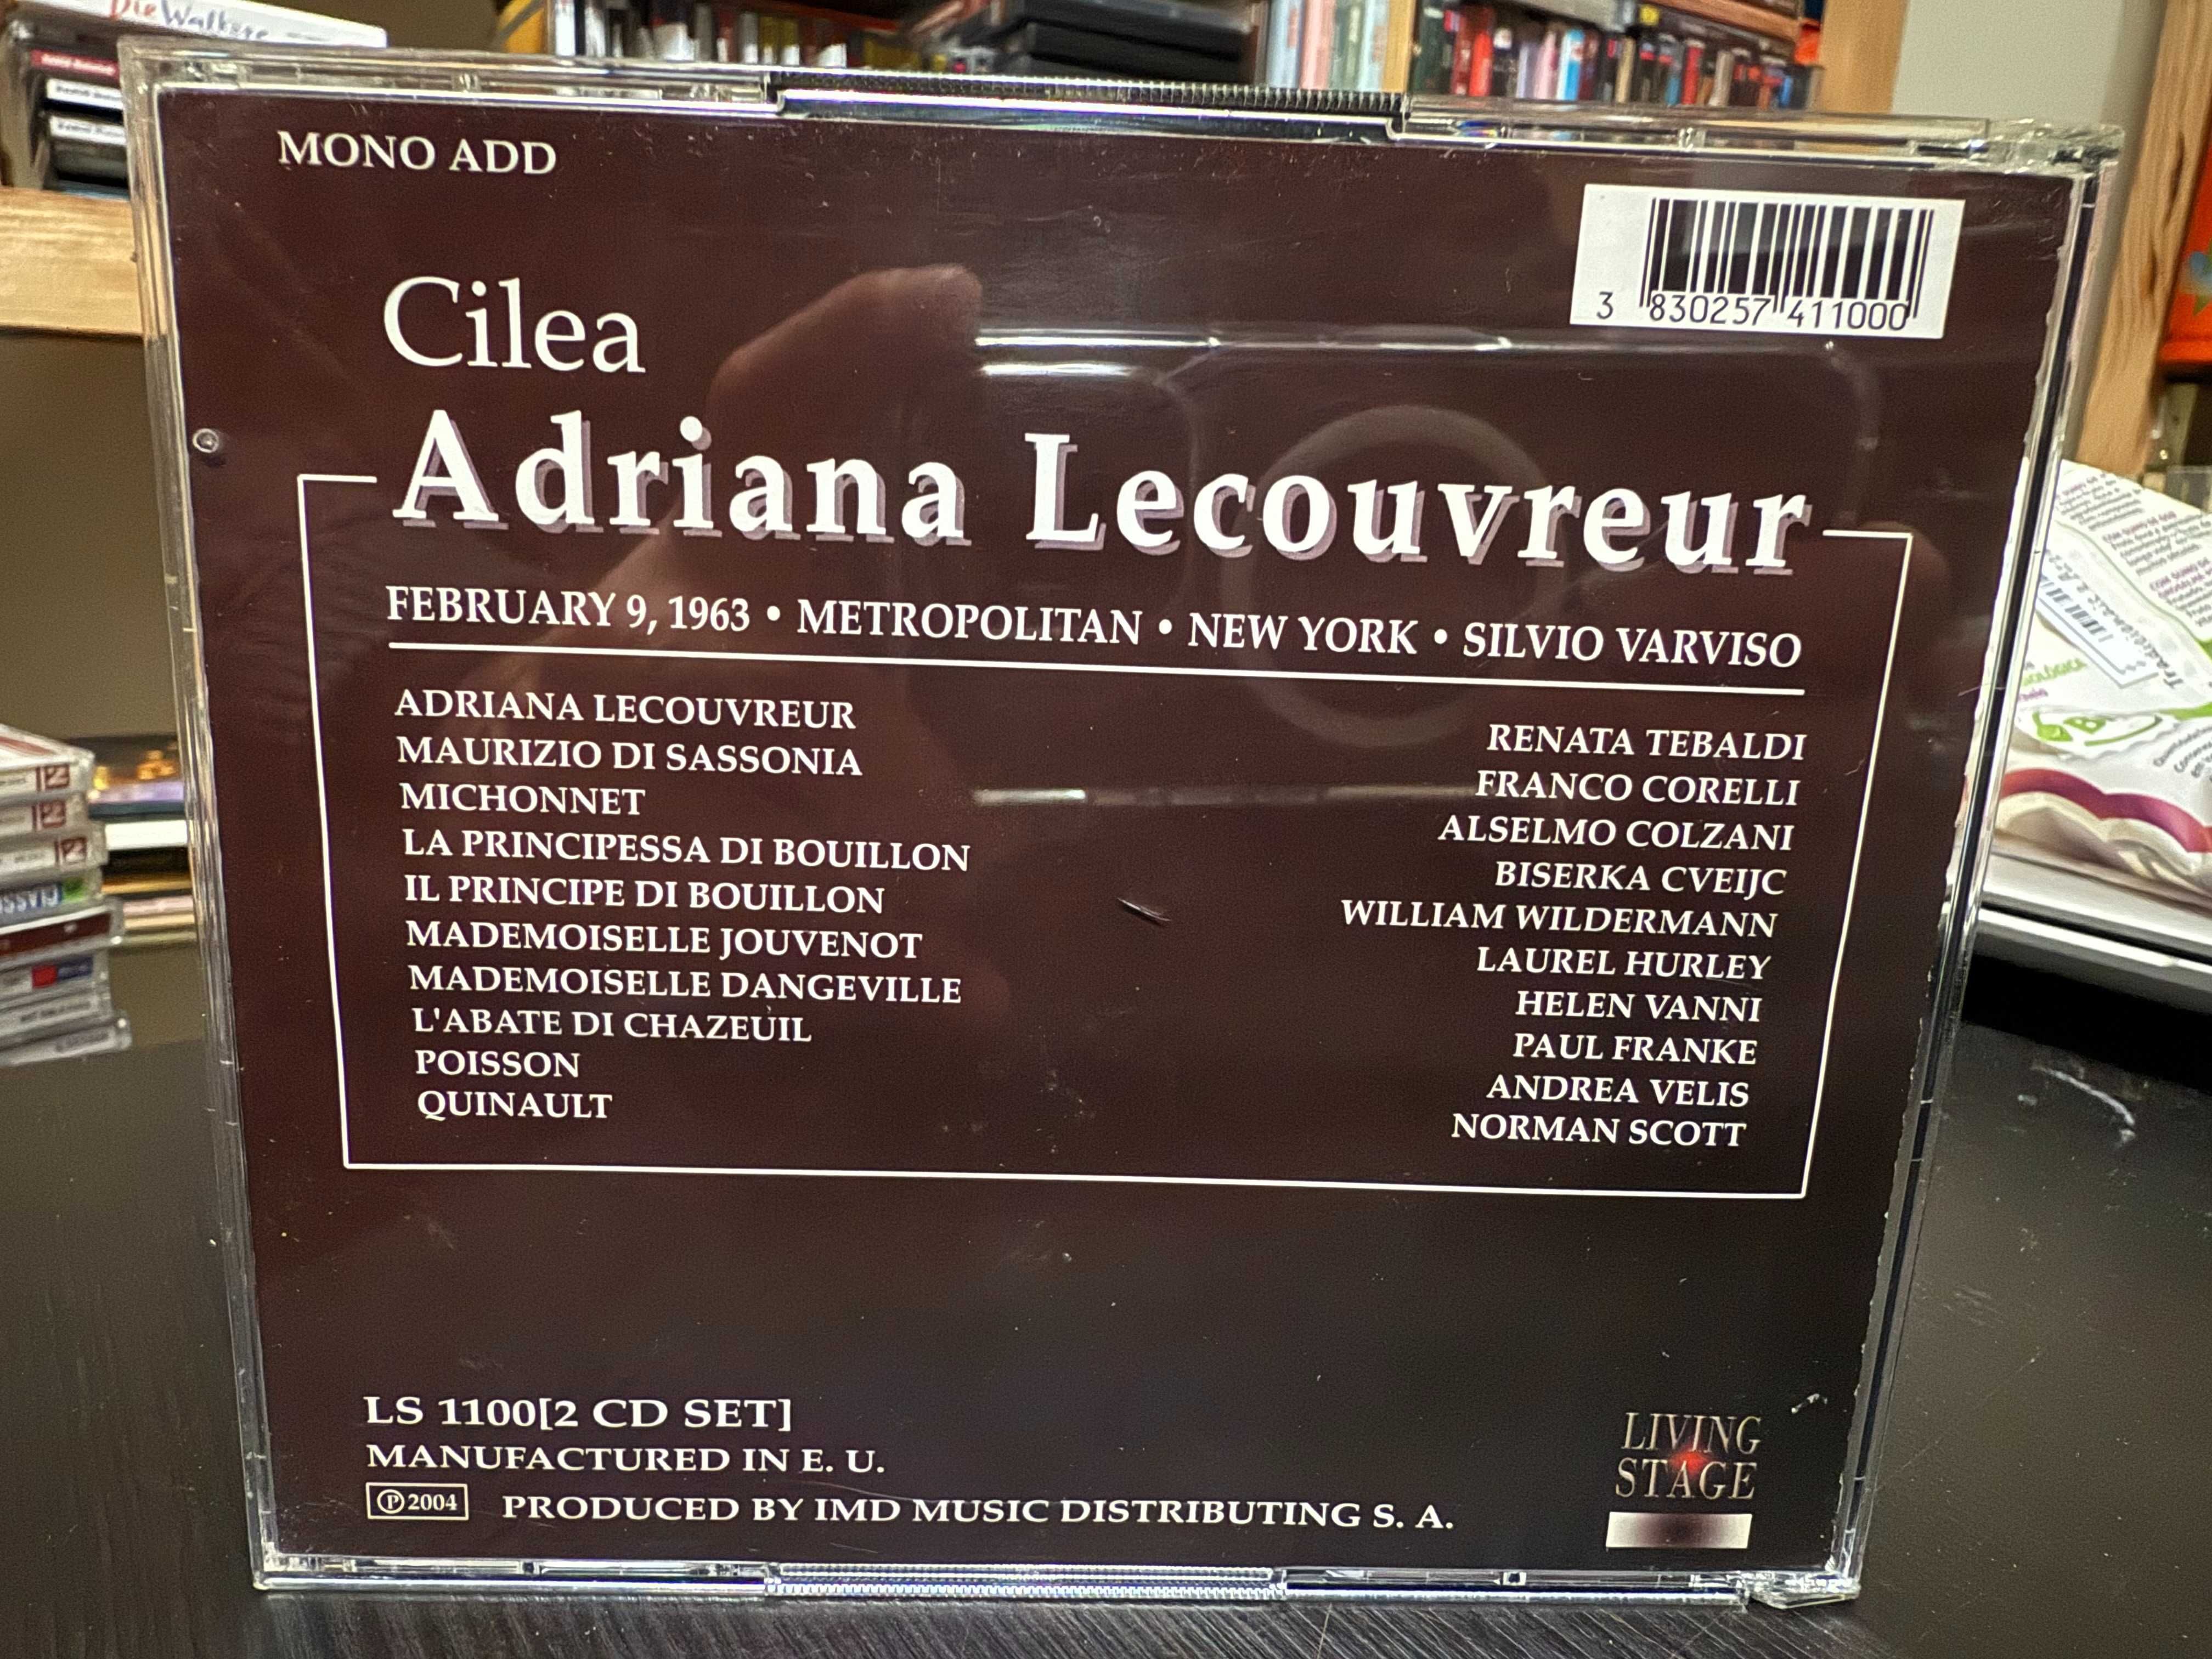 Die Walküre
MONO ADD
3 830257 411000
Cilea
Adriana Lecouvreur
FEBRUARY 9, 1963 • METROPOLITAN • NEW YORK • SILVIO VARVISO
ADRIANA LECOUVREUR RENATA TEBALDI
MAURIZIO DI SASSONIA FRANCO CORELLI
MICHONNET ALSELMO COLZANI
LA PRINCIPESSA DI BOUILLON BISERKA CVEIJC
IL PRINCIPE DI BOUILLON WILLIAM WILDERMANN
MADEMOISELLE JOUVENOT LAUREL HURLEY
MADEMOISELLE DANGEVILLE HELEN VANNI
L'ABATE DI CHAZEUIL PAUL FRANKE
POISSON ANDREA VELIS
QUINAULT NORMAN SCOTT
LS 1100[2 CD SET]
MANUFACTURED IN E. U.
Ⓟ 2004 PRODUCED BY IMD MUSIC DISTRIBUTING S. A.
LIVING
STAGE